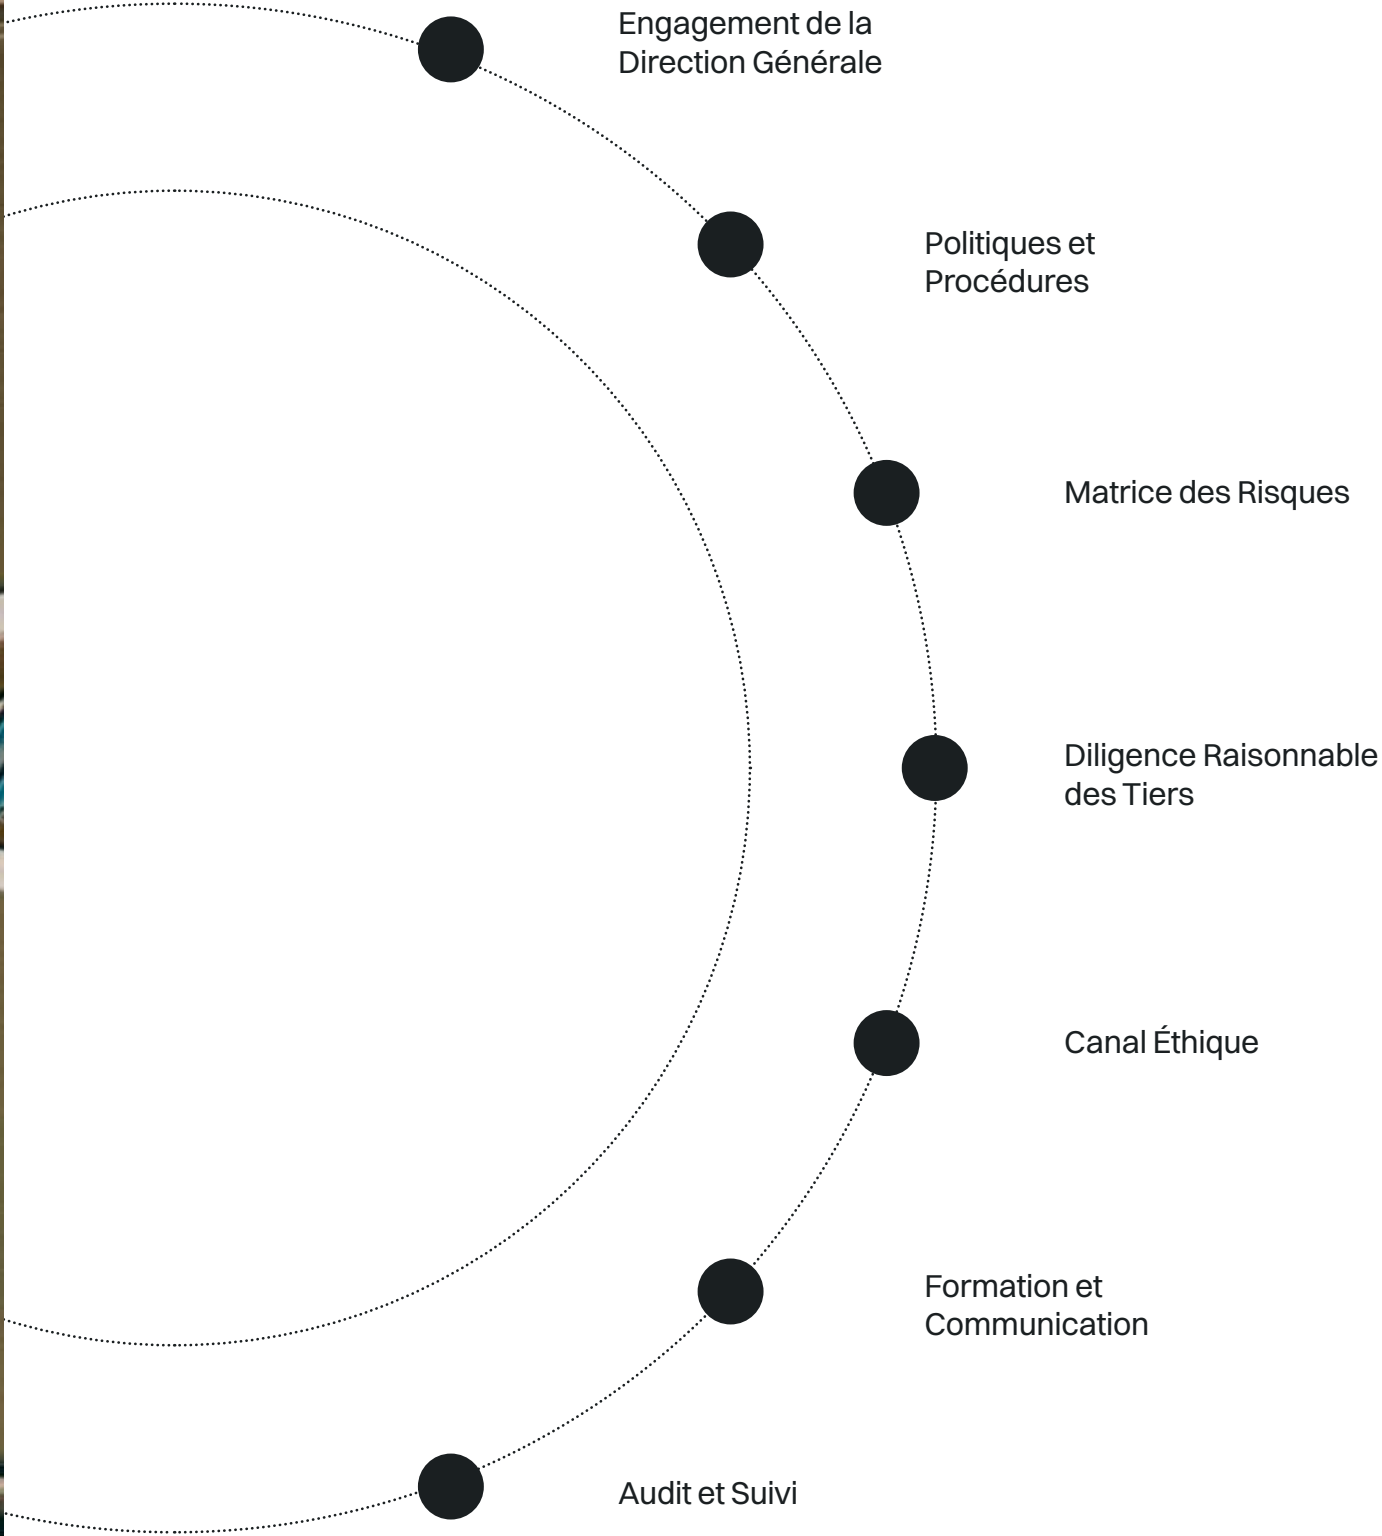 Engagement de la
Direction Générale
Politiques et
Procédures
Matrice des Risques
Diligence Raisonnable
des Tiers
Canal Éthique
Formation et
Communication
Audit et Suivi